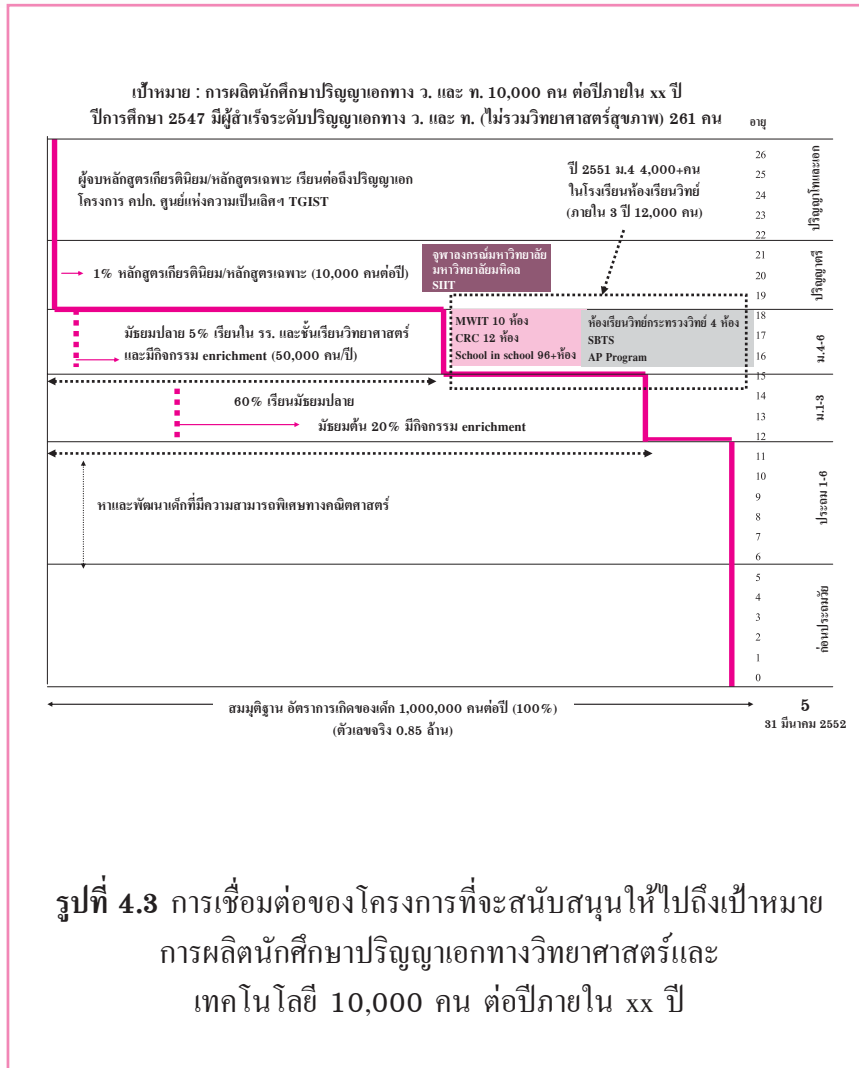 เป้าหมาย : การผลิตนักศึกษาปริญญาเอกทาง ว. และ ท. 10,000 คน ต่อปีภายใน xx ปี
ปีการศึกษา 2547 มีผู้สำเร็จระดับปริญญาเอกทาง ว. และ ท. (ไม่รวมวิทยาศาสตร์สุขภาพ) 261 คน
อายุ
ผู้จบหลักสูตรเกียรตินิยม/หลักสูตรเฉพาะ เรียนต่อถึงปริญญาเอก
โครงการ คปก. ศูนย์แห่งความเป็นเลิศฯ TGIST
ปี 2551 ม.4 4,000+คน
ในโรงเรียนห้องเรียนวิทย์
(ภายใน 3 ปี 12,000 คน)
26
25
24
23
22
ปริญญาโทและเอก
1% หลักสูตรเกียรตินิยม/หลักสูตรเฉพาะ (10,000 คนต่อปี)
จุฬาลงกรณ์มหาวิทยาลัย
มหาวิทยาลัยมหิดล
SIIT
21
20
19
ปริญญาตรี
มัธยมปลาย 5% เรียนใน รร. และชั้นเรียนวิทยาศาสตร์
และมีกิจกรรม enrichment (50,000 คน/ปี)
MWIT 10 ห้อง
CRC 12 ห้อง
School in school 96+ห้อง
ห้องเรียนวิทย์กระทรวงวิทย์ 4 ห้อง
SBTS
AP Program
18
17
16
15
ม.4-6
60% เรียนมัธยมปลาย
มัธยมต้น 20% มีกิจกรรม enrichment
14
13
12
ม.1-3
หาและพัฒนาเด็กที่มีความสามารถพิเศษทางคณิตศาสตร์
11
10
9
8
7
6
ประถม 1-6
5
4
3
2
1
0
ก่อนประถมวัย
สมมุติฐาน อัตราการเกิดของเด็ก 1,000,000 คนต่อปี (100%)
(ตัวเลขจริง 0.85 ล้าน)
5
31 มีนาคม 2552
รูปที่ 4.3 การเชื่อมต่อของโครงการที่จะสนับสนุนให้ไปถึงเป้าหมาย
การผลิตนักศึกษาปริญญาเอกทางวิทยาศาสตร์และ
เทคโนโลยี 10,000 คน ต่อปีภายใน xx ปี